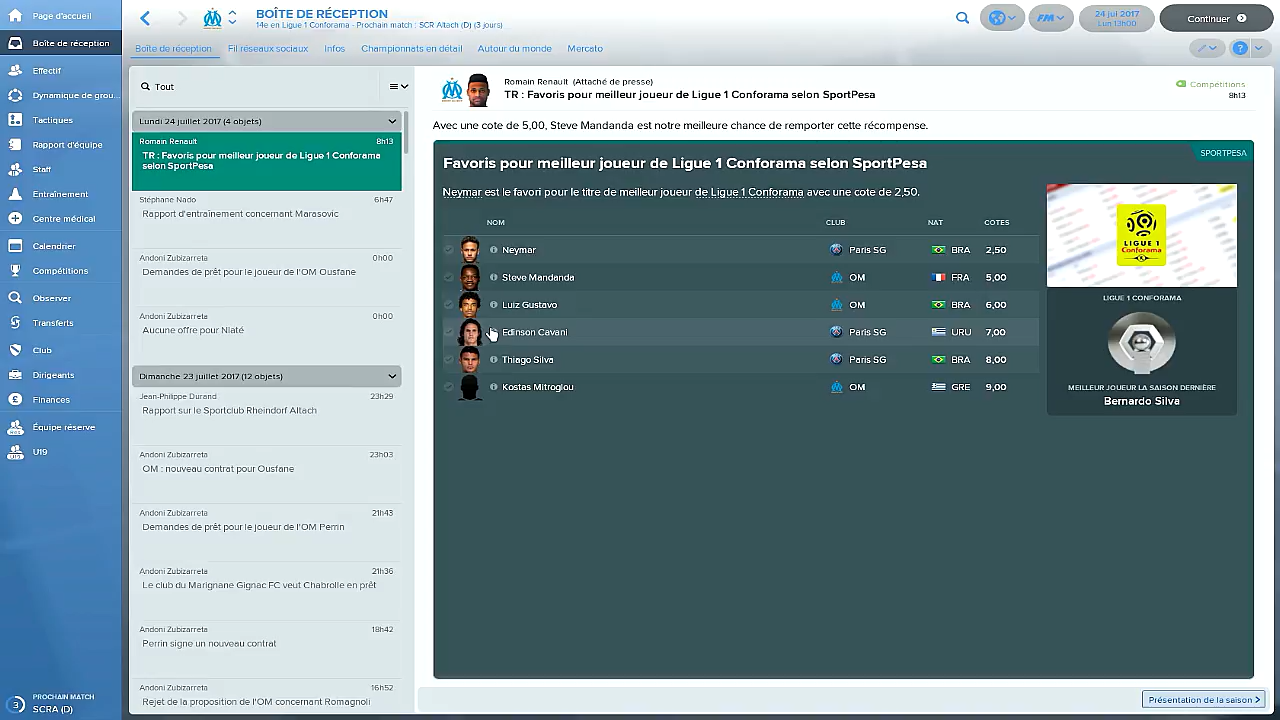 Page d'accueil
Boîte de réception
Effectif
Dynamique de grou...
Tactiques
Rapport d'équipe
Staff
Entraînement
Centre médical
Calendrier
Compétitions
Observer
Transferts
Club
Dirigeants
Finances
Équipe réserve
U19
3
PROCHAIN MATCH
SCRA (D)
BOÎTE DE RÉCEPTION
14e en Ligue 1 Conforama - Prochain match : SCR Altach (D) (3 jours)
FM
24 jul 2017
Lun 13h00
Continuer
Boîte de réception
Fil réseaux sociaux
Infos
Championnats en détail
Autour du monde
Mercato
?
Tout
Lundi 24 juillet 2017 (4 objets)
Romain Renault 8h13
TR : Favoris pour meilleur joueur de Ligue 1 Conforama
selon SportPesa
Stéphane Nado 6h47
Rapport d'entraînement concernant Marasovic
Andoni Zubizarreta 0h00
Demandes de prêt pour le joueur de l'OM Ousfane
Andoni Zubizarreta 0h00
Aucune offre pour Niaté
Dimanche 23 juillet 2017 (12 objets)
Jean-Philippe Durand 23h29
Rapport sur le Sportclub Rheindorf Altach
Andoni Zubizarreta 23h03
OM : nouveau contrat pour Ousfane
Andoni Zubizarreta 21h43
Demandes de prêt pour le joueur de l'OM Perrin
Andoni Zubizarreta 21h36
Le club du Marignane Gignac FC veut Chabrolle en prêt
Andoni Zubizarreta 18h42
Perrin signe un nouveau contrat
Andoni Zubizarreta 16h52
Rejet de la proposition de l'OM concernant Romagnoli
Romain Renault (Attaché de presse)
TR : Favoris pour meilleur joueur de Ligue 1 Conforama selon SportPesa
Compétitions
8h13
Avec une cote de 5,00, Steve Mandanda est notre meilleure chance de remporter cette récompense.
Favoris pour meilleur joueur de Ligue 1 Conforama selon SportPesa
SPORTPESA
Neymar est le favori pour le titre de meilleur joueur de Ligue 1 Conforama avec une cote de 2,50.
NOM CLUB NAT COTES
Neymar Paris SG BRA 2,50
Steve Mandanda OM FRA 5,00
Luiz Gustavo OM BRA 6,00
Edinson Cavani Paris SG URU 7,00
Thiago Silva Paris SG BRA 8,00
Kostas Mitroglou OM GRE 9,00
LIGUE 1
Conforama
LIGUE 1 CONFORAMA
MEILLEUR JOUEUR LA SAISON DERNIÈRE
Bernardo Silva
Présentation de la saison